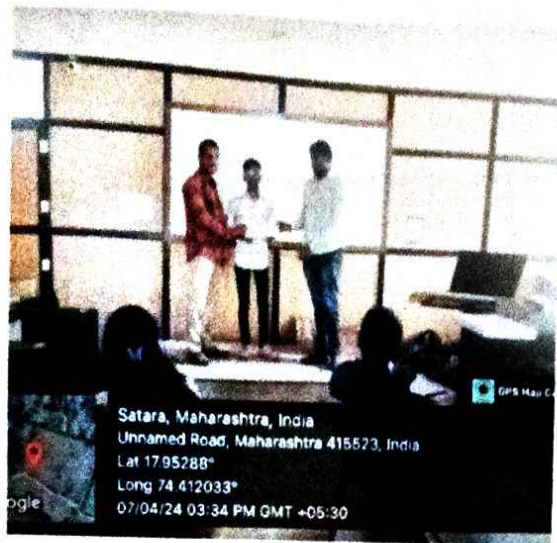 GPS Map Ca
Satara, Maharashtra, India
Unnamed Road, Maharashtra 415523, India
Lat 17.95288°
Long 74.412033°
07/04/24 03:34 PM GMT +05:30
ogle